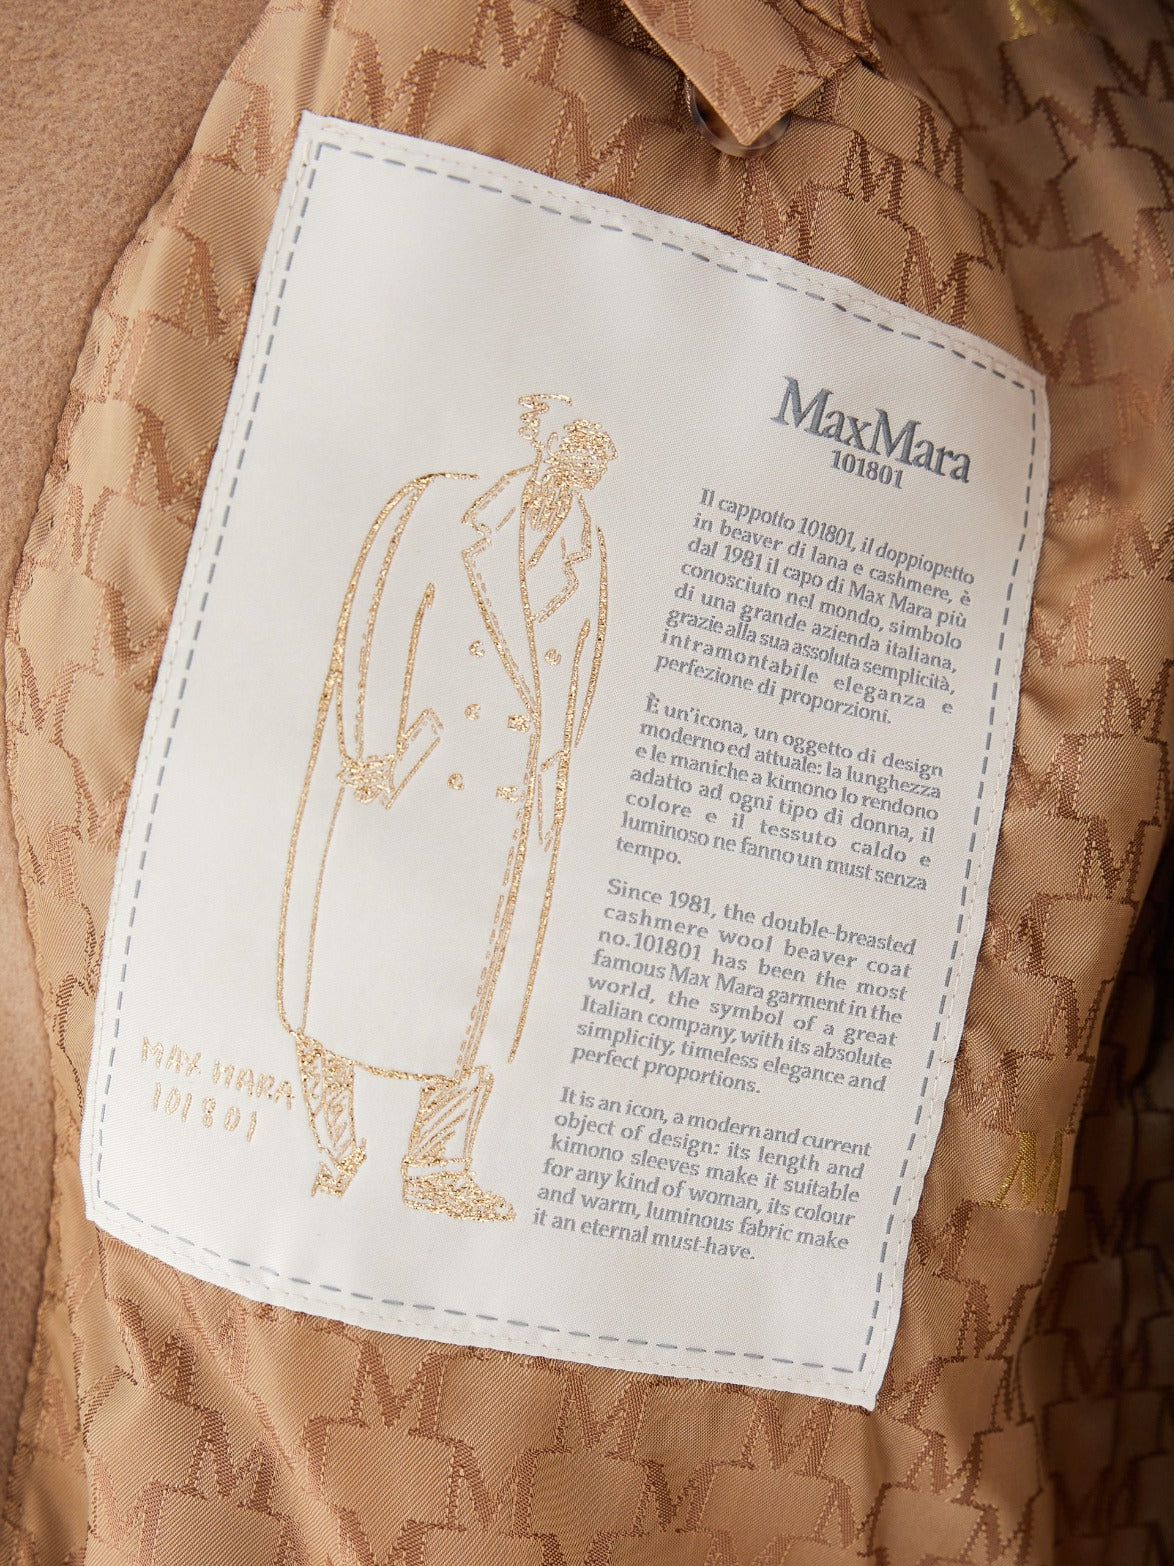 MaxMara
101801
Il cappotto 101801, il doppiopetto
in beaver di lana e cashmere, è
dal 1981 il capo di Max Mara più
conosciuto nel mondo, simbolo
di una grande azienda italiana,
grazie alla sua assoluta semplicità,
intramontabile eleganza e
perfezione di proporzioni.
È un'icona, un oggetto di design
moderno ed attuale: la lunghezza
e le maniche a kimono lo rendono
adatto ad ogni tipo di donna, il
colore e il tessuto caldo e
luminoso ne fanno un must senza
tempo.
Since 1981, the double-breasted
cashmere wool beaver coat
no.101801 has been the most
famous Max Mara garment in the
world, the symbol of a great
Italian company, with its absolute
simplicity, timeless elegance and
perfect proportions.
It is an icon, a modern and current
object of design: its length and
kimono sleeves make it suitable
for any kind of woman, its colour
and warm, luminous fabric make
it an eternal must-have.
MAX MARA
101801